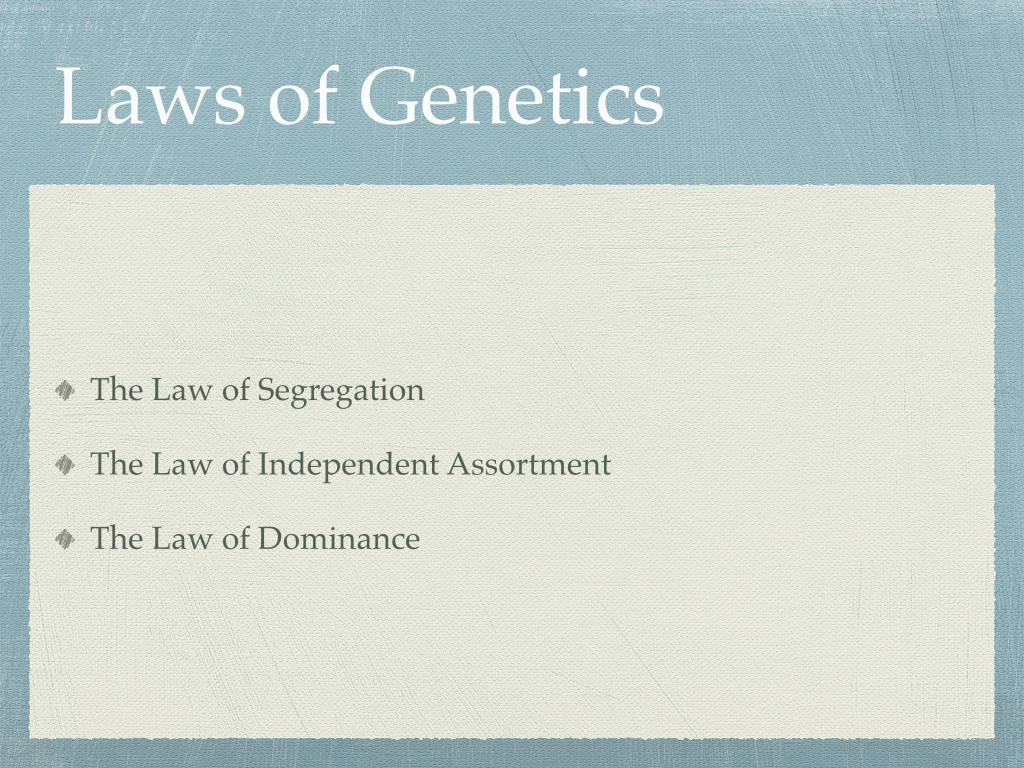 Laws of Genetics
The Law of Segregation
The Law of Independent Assortment
The Law of Dominance